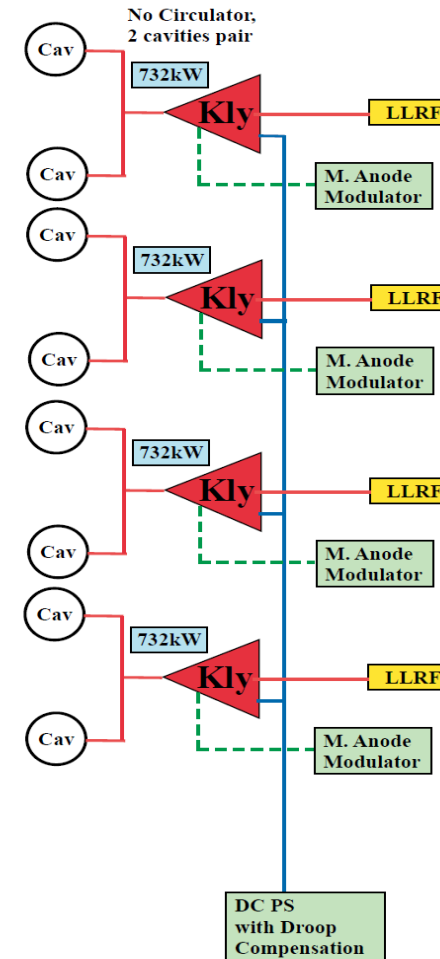 No Circulator,
2 cavities pair
Cav
732kW
Kly
LLRF
Cav
M. Anode
Modulator
Cav
732kW
Kly
LLRF
Cav
M. Anode
Modulator
Cav
732kW
Kly
LLRF
Cav
M. Anode
Modulator
Cav
732kW
Kly
LLRF
Cav
M. Anode
Modulator
DC PS
with Droop
Compensation